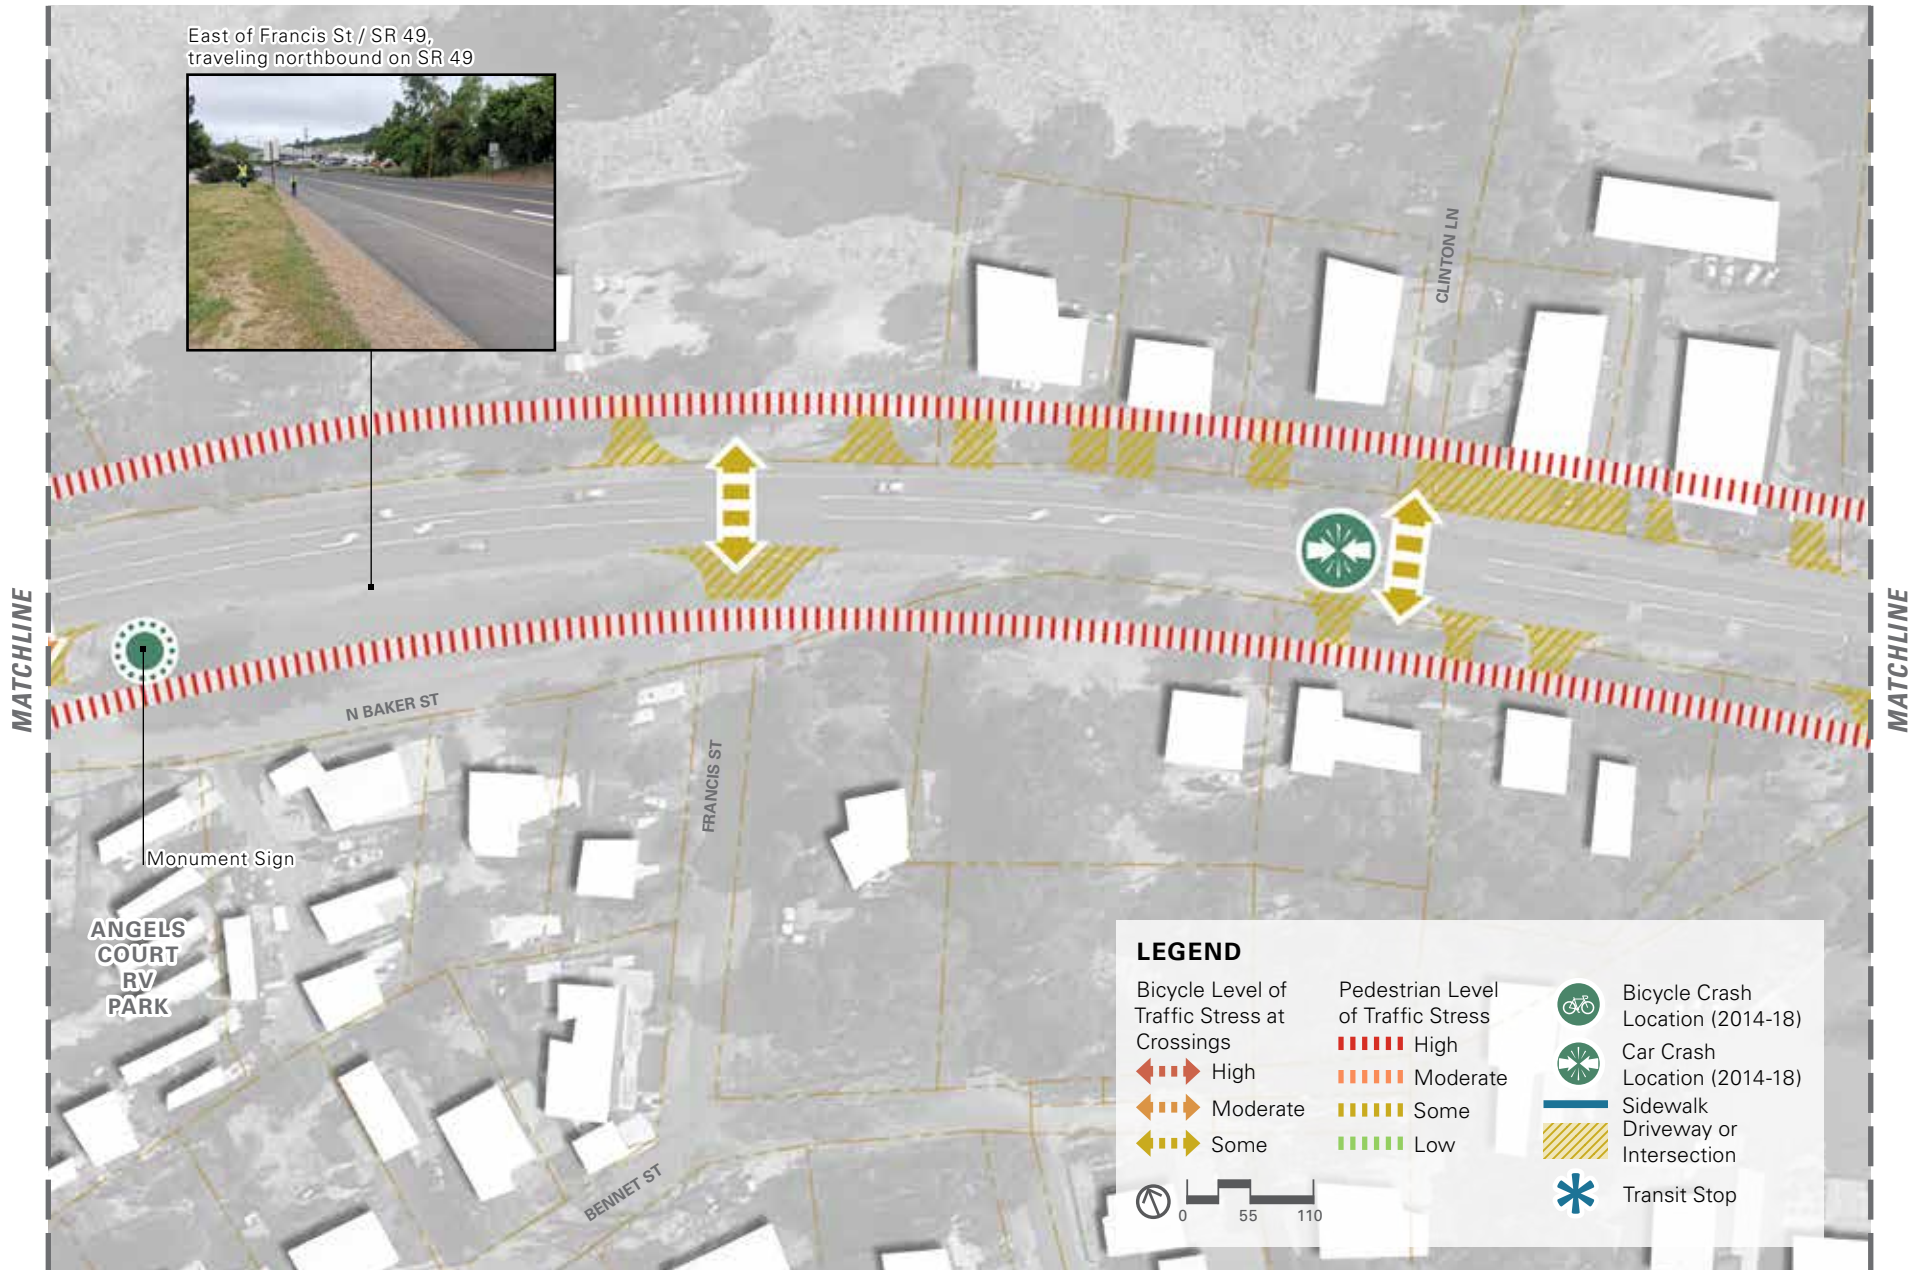 East of Francis St / SR 49,
traveling northbound on SR 49
CLINTON LN
MATCHLINE
MATCHLINE
N BAKER ST
FRANCIS ST
Monument Sign
ANGELS
COURT
RV
PARK
BENNET ST
LEGEND
Bicycle Level of
Traffic Stress at
Crossings
High
Moderate
Some
0 55 110
Pedestrian Level
of Traffic Stress
High
Moderate
Some
Low
Bicycle Crash
Location (2014-18)
Car Crash
Location (2014-18)
Sidewalk
Driveway or
Intersection
Transit Stop